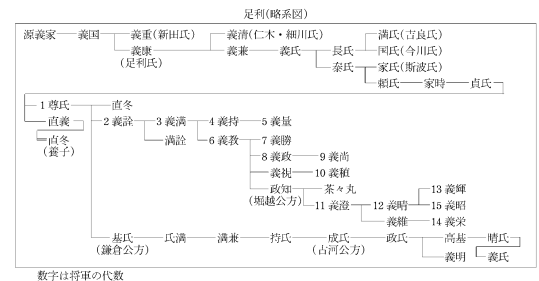 足利(略系図)
源義家 義国 義重(新田氏) 義清(仁木・細川氏) 満氏(吉良氏)
義康 義兼 義氏 長氏 国氏(今川氏)
(足利氏) 泰氏 家氏(斯波氏)
頼氏 家時 貞氏
1 尊氏 直冬
直義 2 義詮 3 義満 4 義持 5 義量
直冬 満詮 6 義教 7 義勝
(養子) 8 義政 9 義尚
義視 10 義稙
政知 茶々丸 13 義輝
(堀越公方) 11 義澄 12 義晴 15 義昭
義維 14 義栄
基氏 氏満 満兼 持氏 成氏 政氏 高基 晴氏
(鎌倉公方) (古河公方) 義明 義氏
数字は将軍の代数